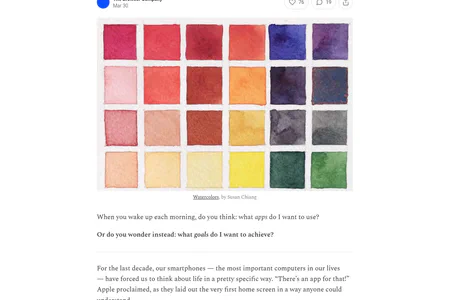 Mar 30
76
19
Watercolors, by Susan Chiang
When you wake up each morning, do you think: what apps do I want to use?
Or do you wonder instead: what goals do I want to achieve?
For the last decade, our smartphones — the most important computers in our lives
— have forced us to think about life in a pretty specific way. “There’s an app for that!”
Apple proclaimed, as they laid out the very first home screen in a way anyone could